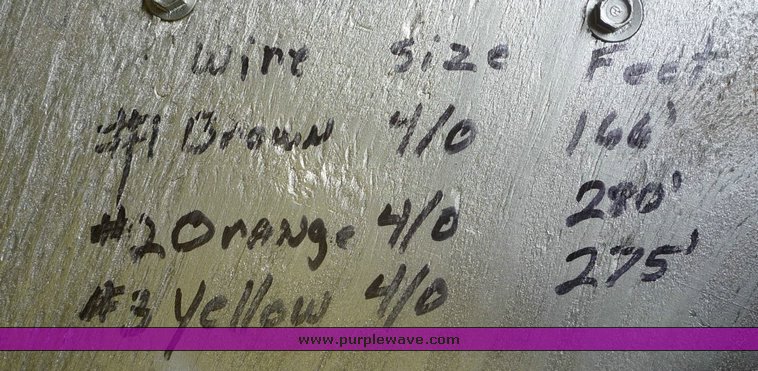 Wire Size Feet
#1 Brown 4/0 166'
#2 Orange 4/0 280'
#3 Yellow 4/0 275'
www.purplewave.com